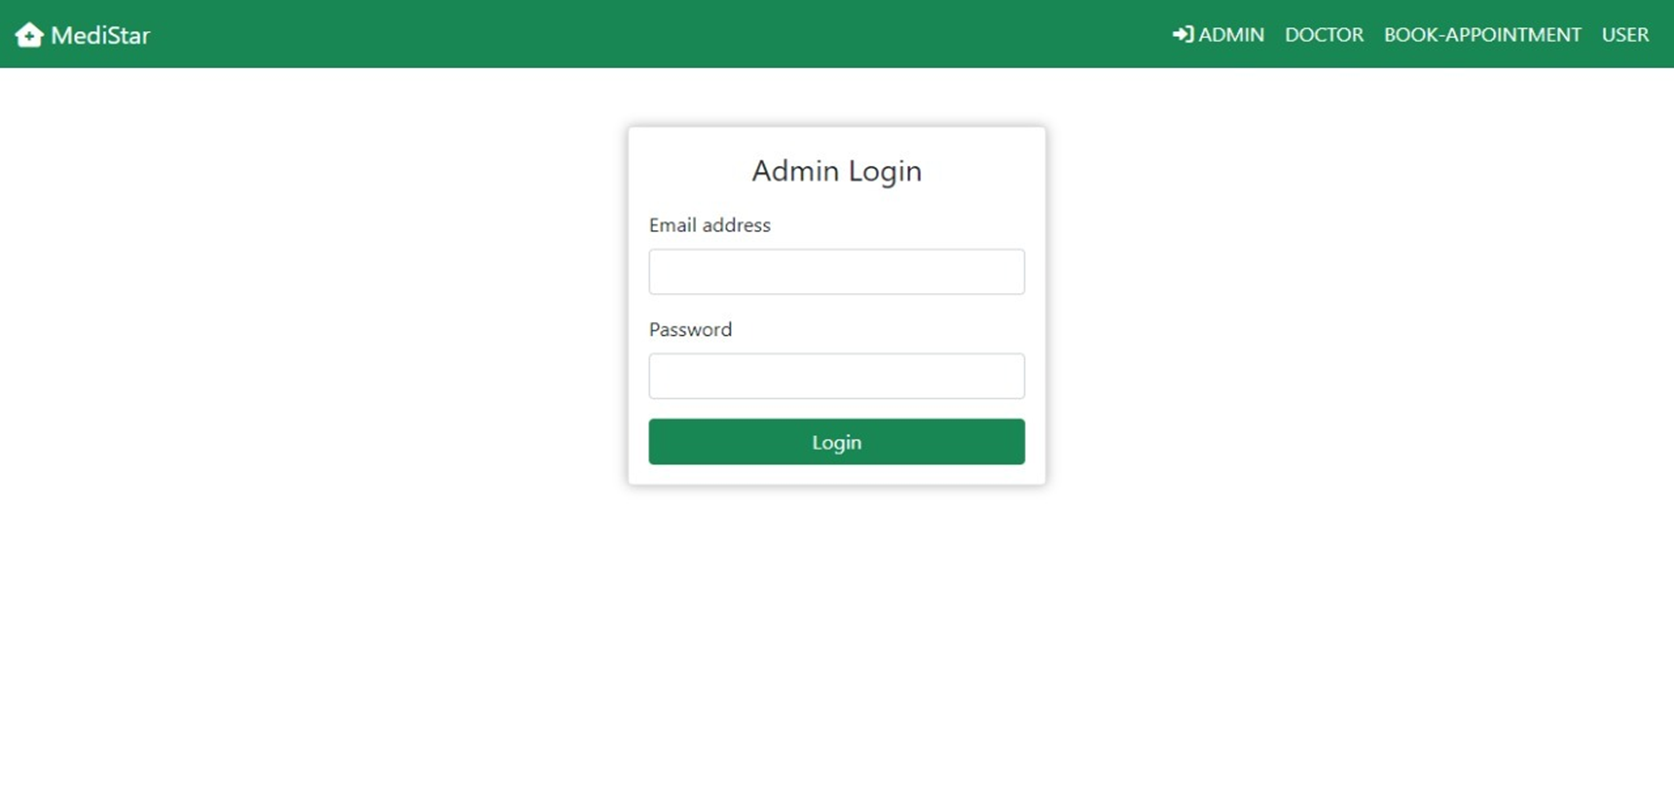 MediStar ADMIN DOCTOR BOOK-APPOINTMENT USER
Admin Login
Email address
Password
Login